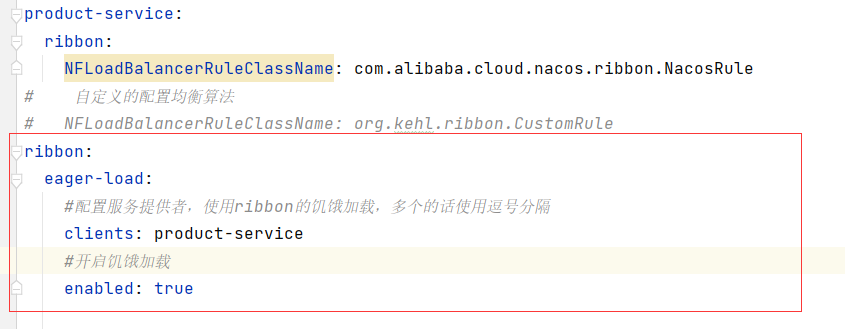 product-service:
  ribbon:
    NFLoadBalancerRuleClassName: com.alibaba.cloud.nacos.ribbon.NacosRule
#    自定义的配置均衡算法
#   NFLoadBalancerRuleClassName: org.kehl.ribbon.CustomRule
ribbon:
  eager-load:
    #配置服务提供者，使用ribbon的饥饿加载，多个的话使用逗号分隔
    clients: product-service
    #开启饥饿加载
    enabled: true